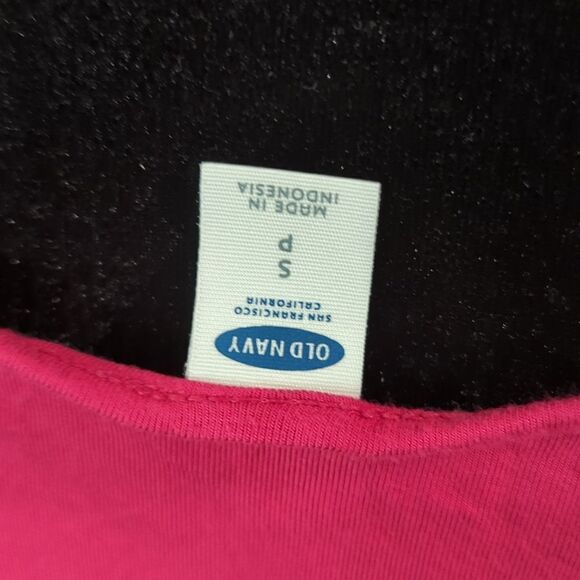 OLD NAVY
SAN FRANCISCO
CALIFORNIA
S
P
MADE IN
INDONESIA